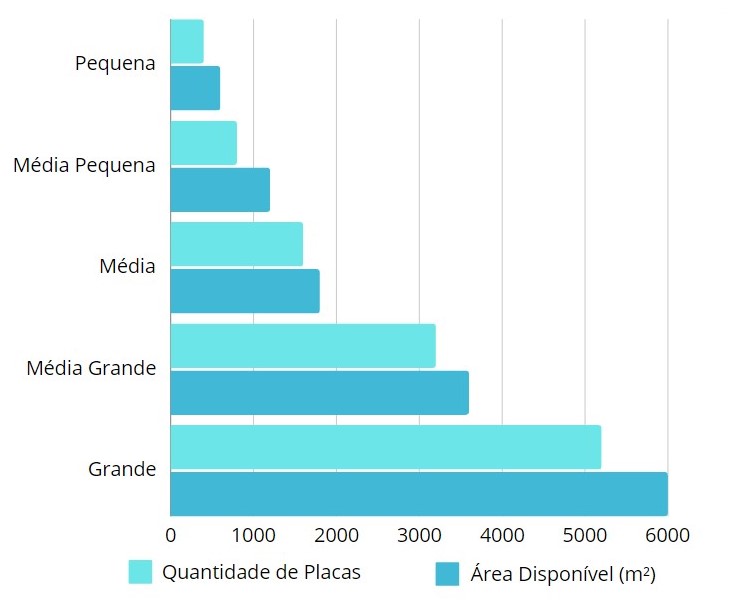 Pequena
Média Pequena
Média
Média Grande
Grande
0 1000 2000 3000 4000 5000 6000
Quantidade de Placas Área Disponível (m²)